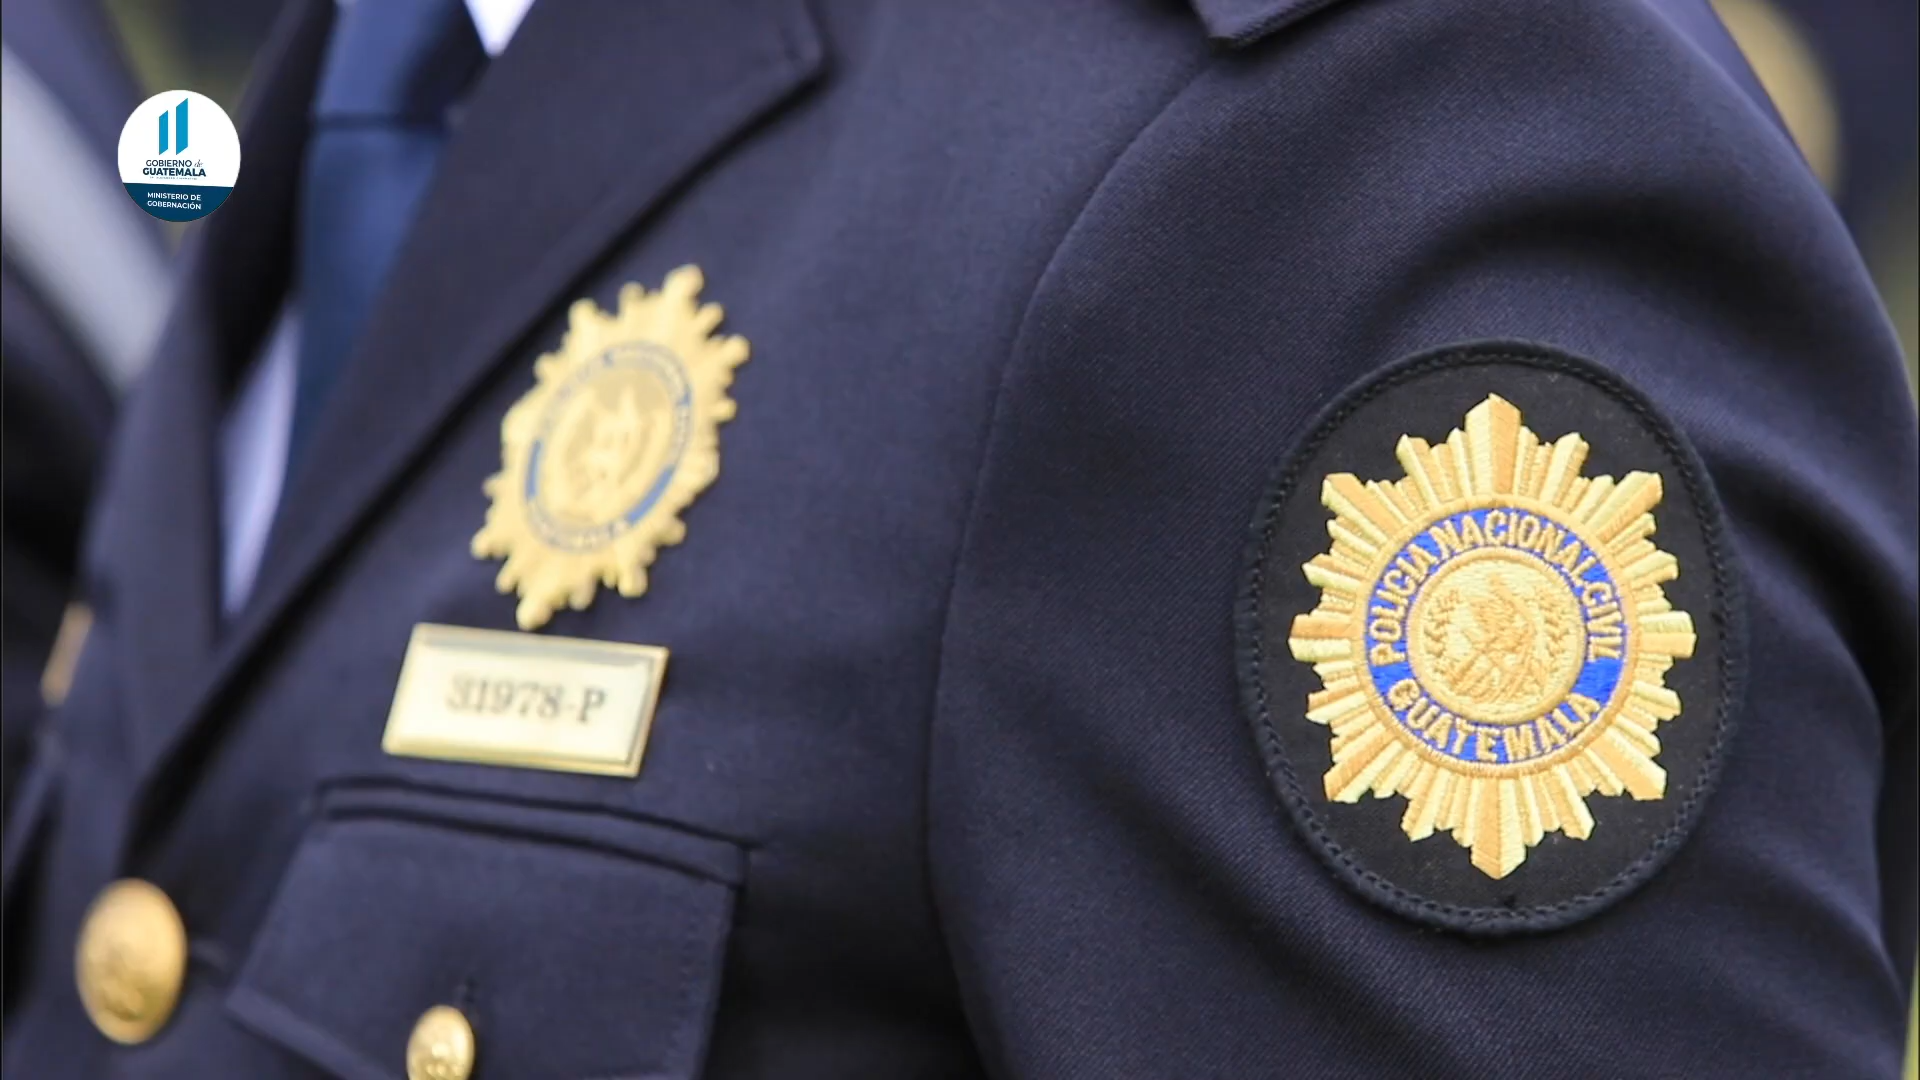 GOBIERNO de
GUATEMALA
MINISTERIO DE
GOBERNACIÓN
31978-P
POLICIA NACIONAL CIVIL
GUATEMALA